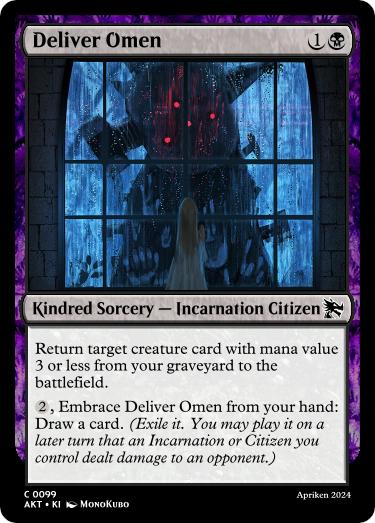 Deliver Omen 1
Kindred Sorcery — Incarnation Citizen
Return target creature card with mana value
3 or less from your graveyard to the
battlefield.
2, Embrace Deliver Omen from your hand:
Draw a card. (Exile it. You may play it on a
later turn that an Incarnation or Citizen you
control dealt damage to an opponent.)
C 0099
AKT • KI MonoKubo
Apriken 2024